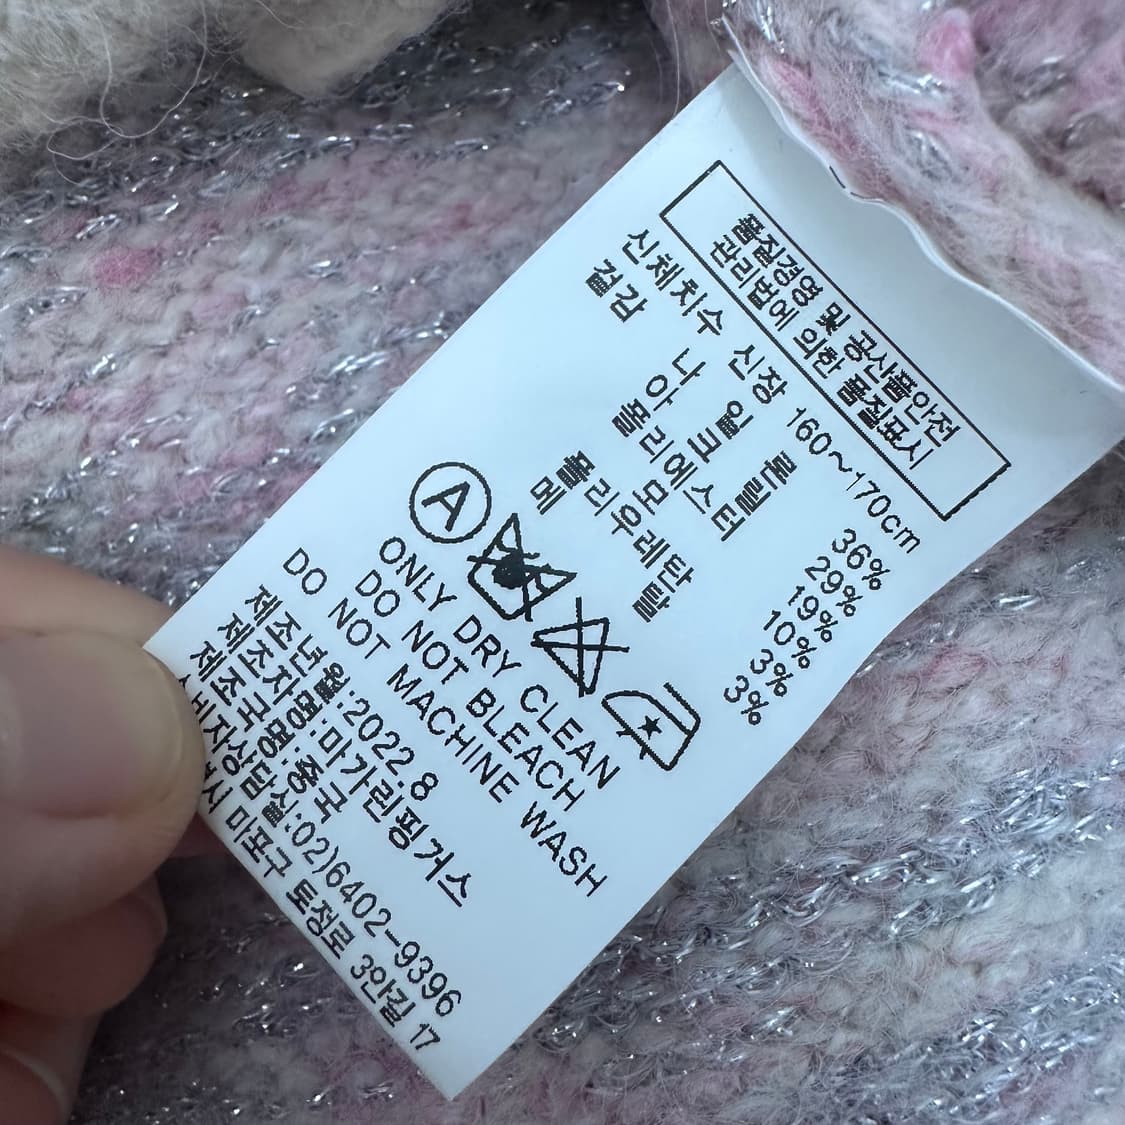 품질경영 및 공산품안전
관리법에 의한 품질표시
신체치수 신장 160~170cm
겉감
나 일 론 36%
아 크 릴 29%
폴리에스터 19%
모 10%
폴리우레탄 3%
메 탈 3%
A
ONLY DRY CLEAN
DO NOT BLEACH
DO NOT MACHINE WASH
제조년월:2022.8
제조자명:마가린핑거스
제조국명:중국
소비자상담실:02)6402-9396
마포구 토정로 3안길 17